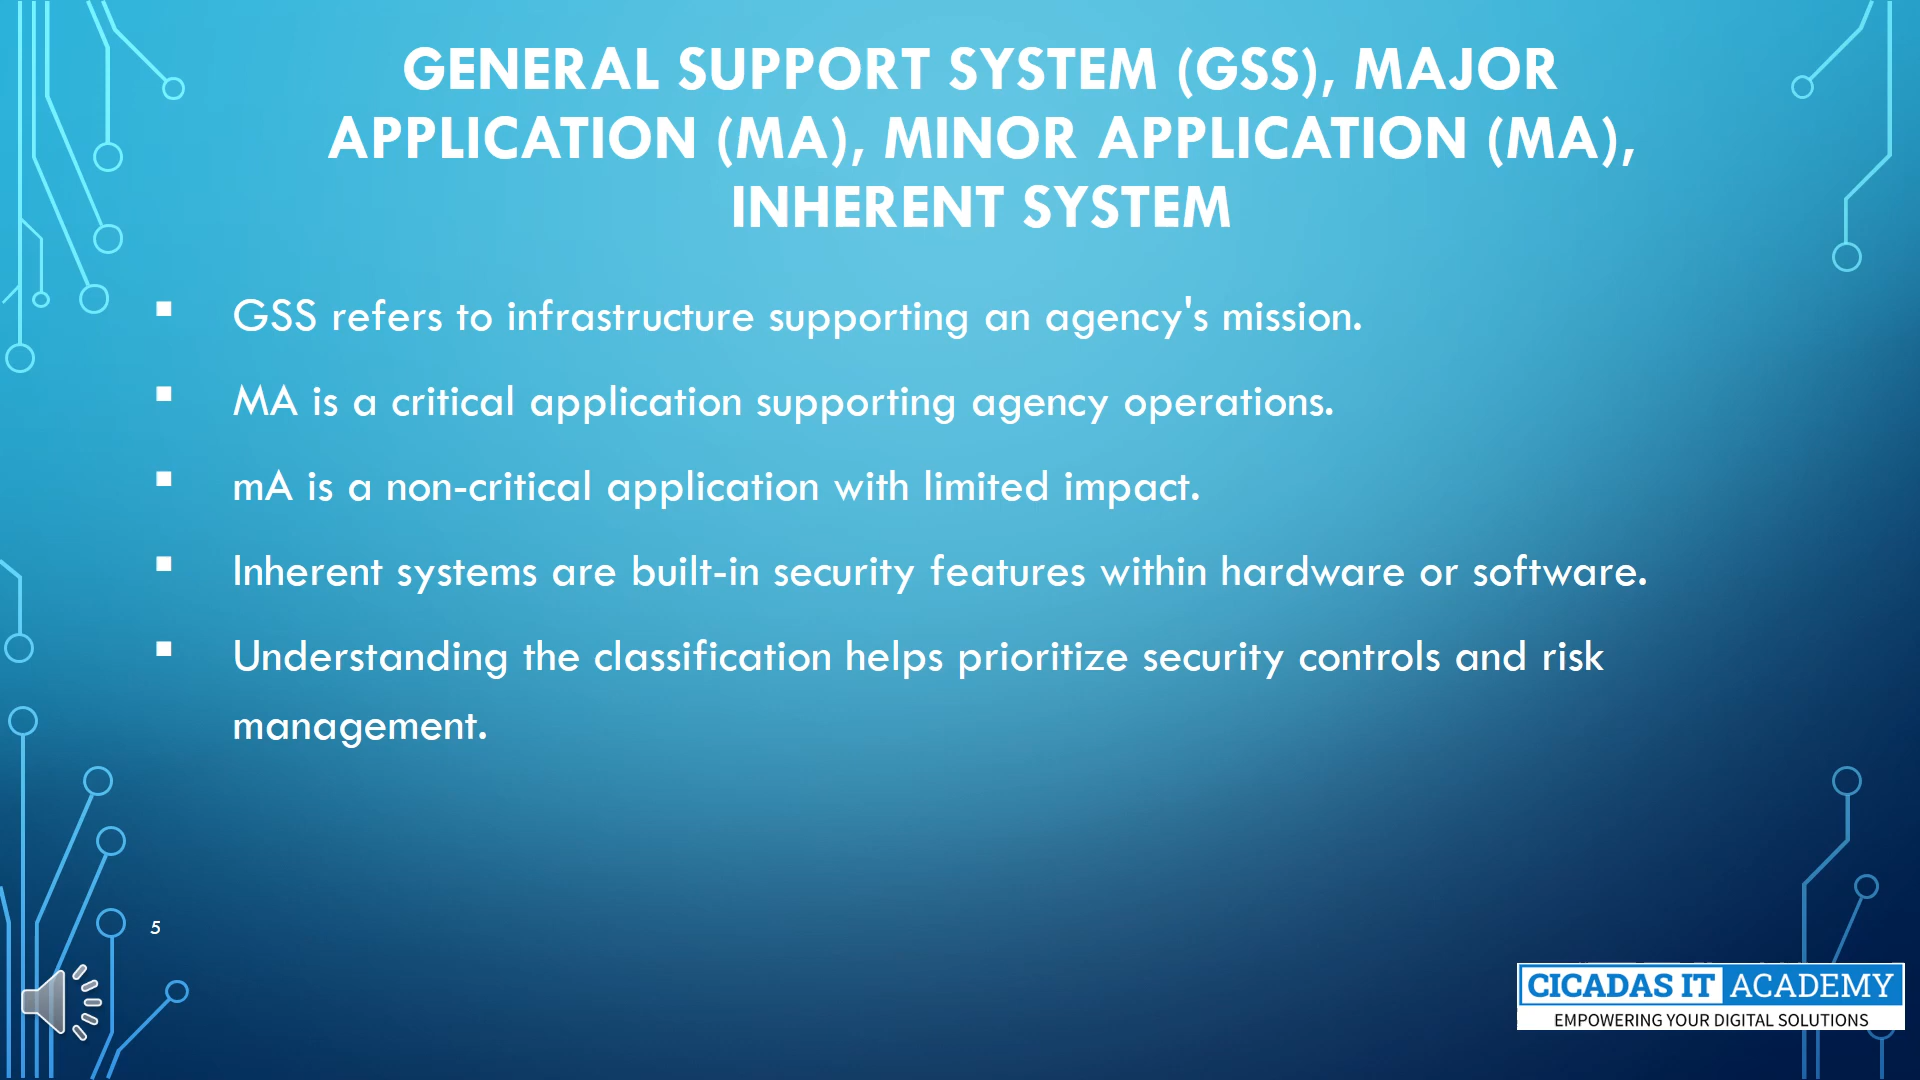 GENERAL SUPPORT SYSTEM (GSS), MAJOR
APPLICATION (MA), MINOR APPLICATION (MA),
INHERENT SYSTEM
▪ GSS refers to infrastructure supporting an agency's mission.
▪ MA is a critical application supporting agency operations.
▪ mA is a non-critical application with limited impact.
▪ Inherent systems are built-in security features within hardware or software.
▪ Understanding the classification helps prioritize security controls and risk
management.
5
CICADAS IT ACADEMY
EMPOWERING YOUR DIGITAL SOLUTIONS